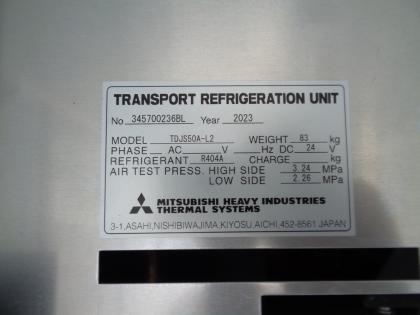 TRANSPORT REFRIGERATION UNIT
No. 345700236BL Year 2023
MODEL TDJS50A-L2 WEIGHT 83 kg
PHASE AC V Hz DC 24 V
REFRIGERANT R404A CHARGE kg
AIR TEST PRESS. HIGH SIDE 3.24 MPa
LOW SIDE 2.26 MPa
MITSUBISHI HEAVY INDUSTRIES
THERMAL SYSTEMS
3-1,ASAHI,NISHIBIWAJIMA,KIYOSU,AICHI,452-8561 JAPAN